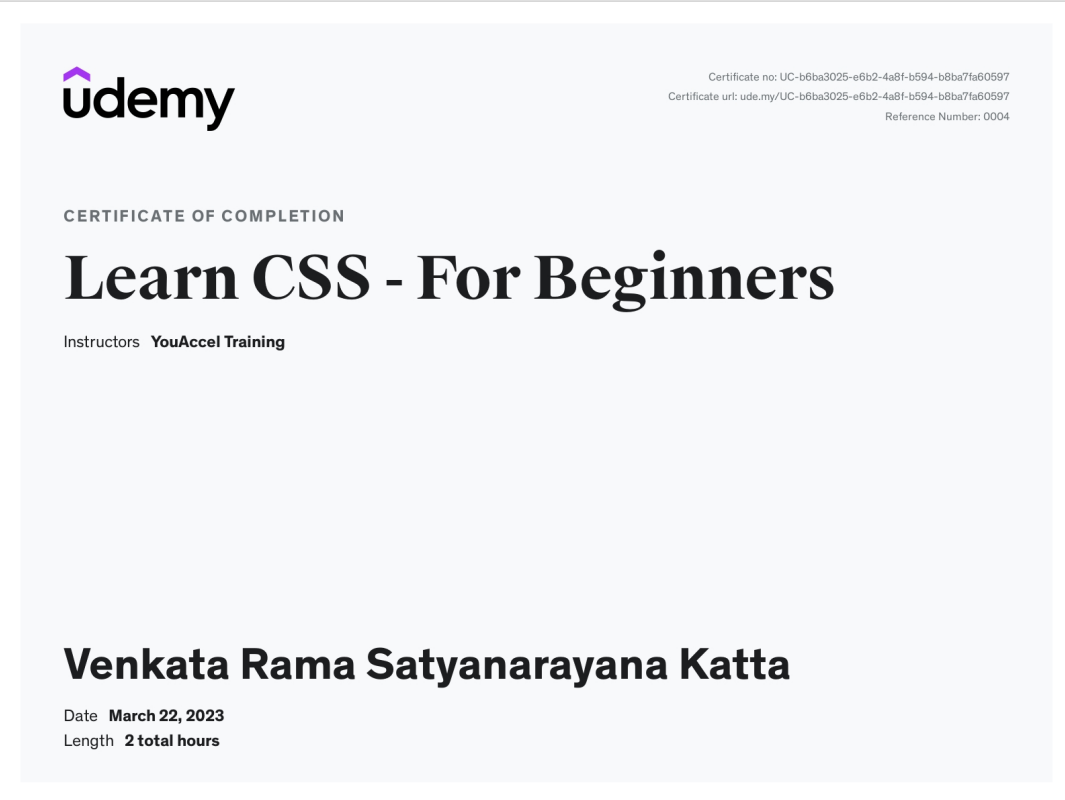 udemy
Certificate no: UC-b6ba3025-e6b2-4a8f-b594-b8ba7fa60597
Certificate url: ude.my/UC-b6ba3025-e6b2-4a8f-b594-b8ba7fa60597
Reference Number: 0004
CERTIFICATE OF COMPLETION
Learn CSS - For Beginners
Instructors YouAccel Training
Venkata Rama Satyanarayana Katta
Date March 22, 2023
Length 2 total hours